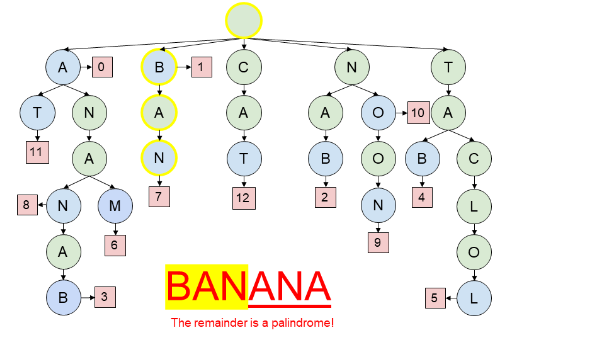 A 0 B 1 C N T
T N A A A O 10 A
11 A N T B O B C
8 N M 7 12 2 N 4 L
A 6 9 O
B 3 5 L
BANANA
The remainder is a palindrome!